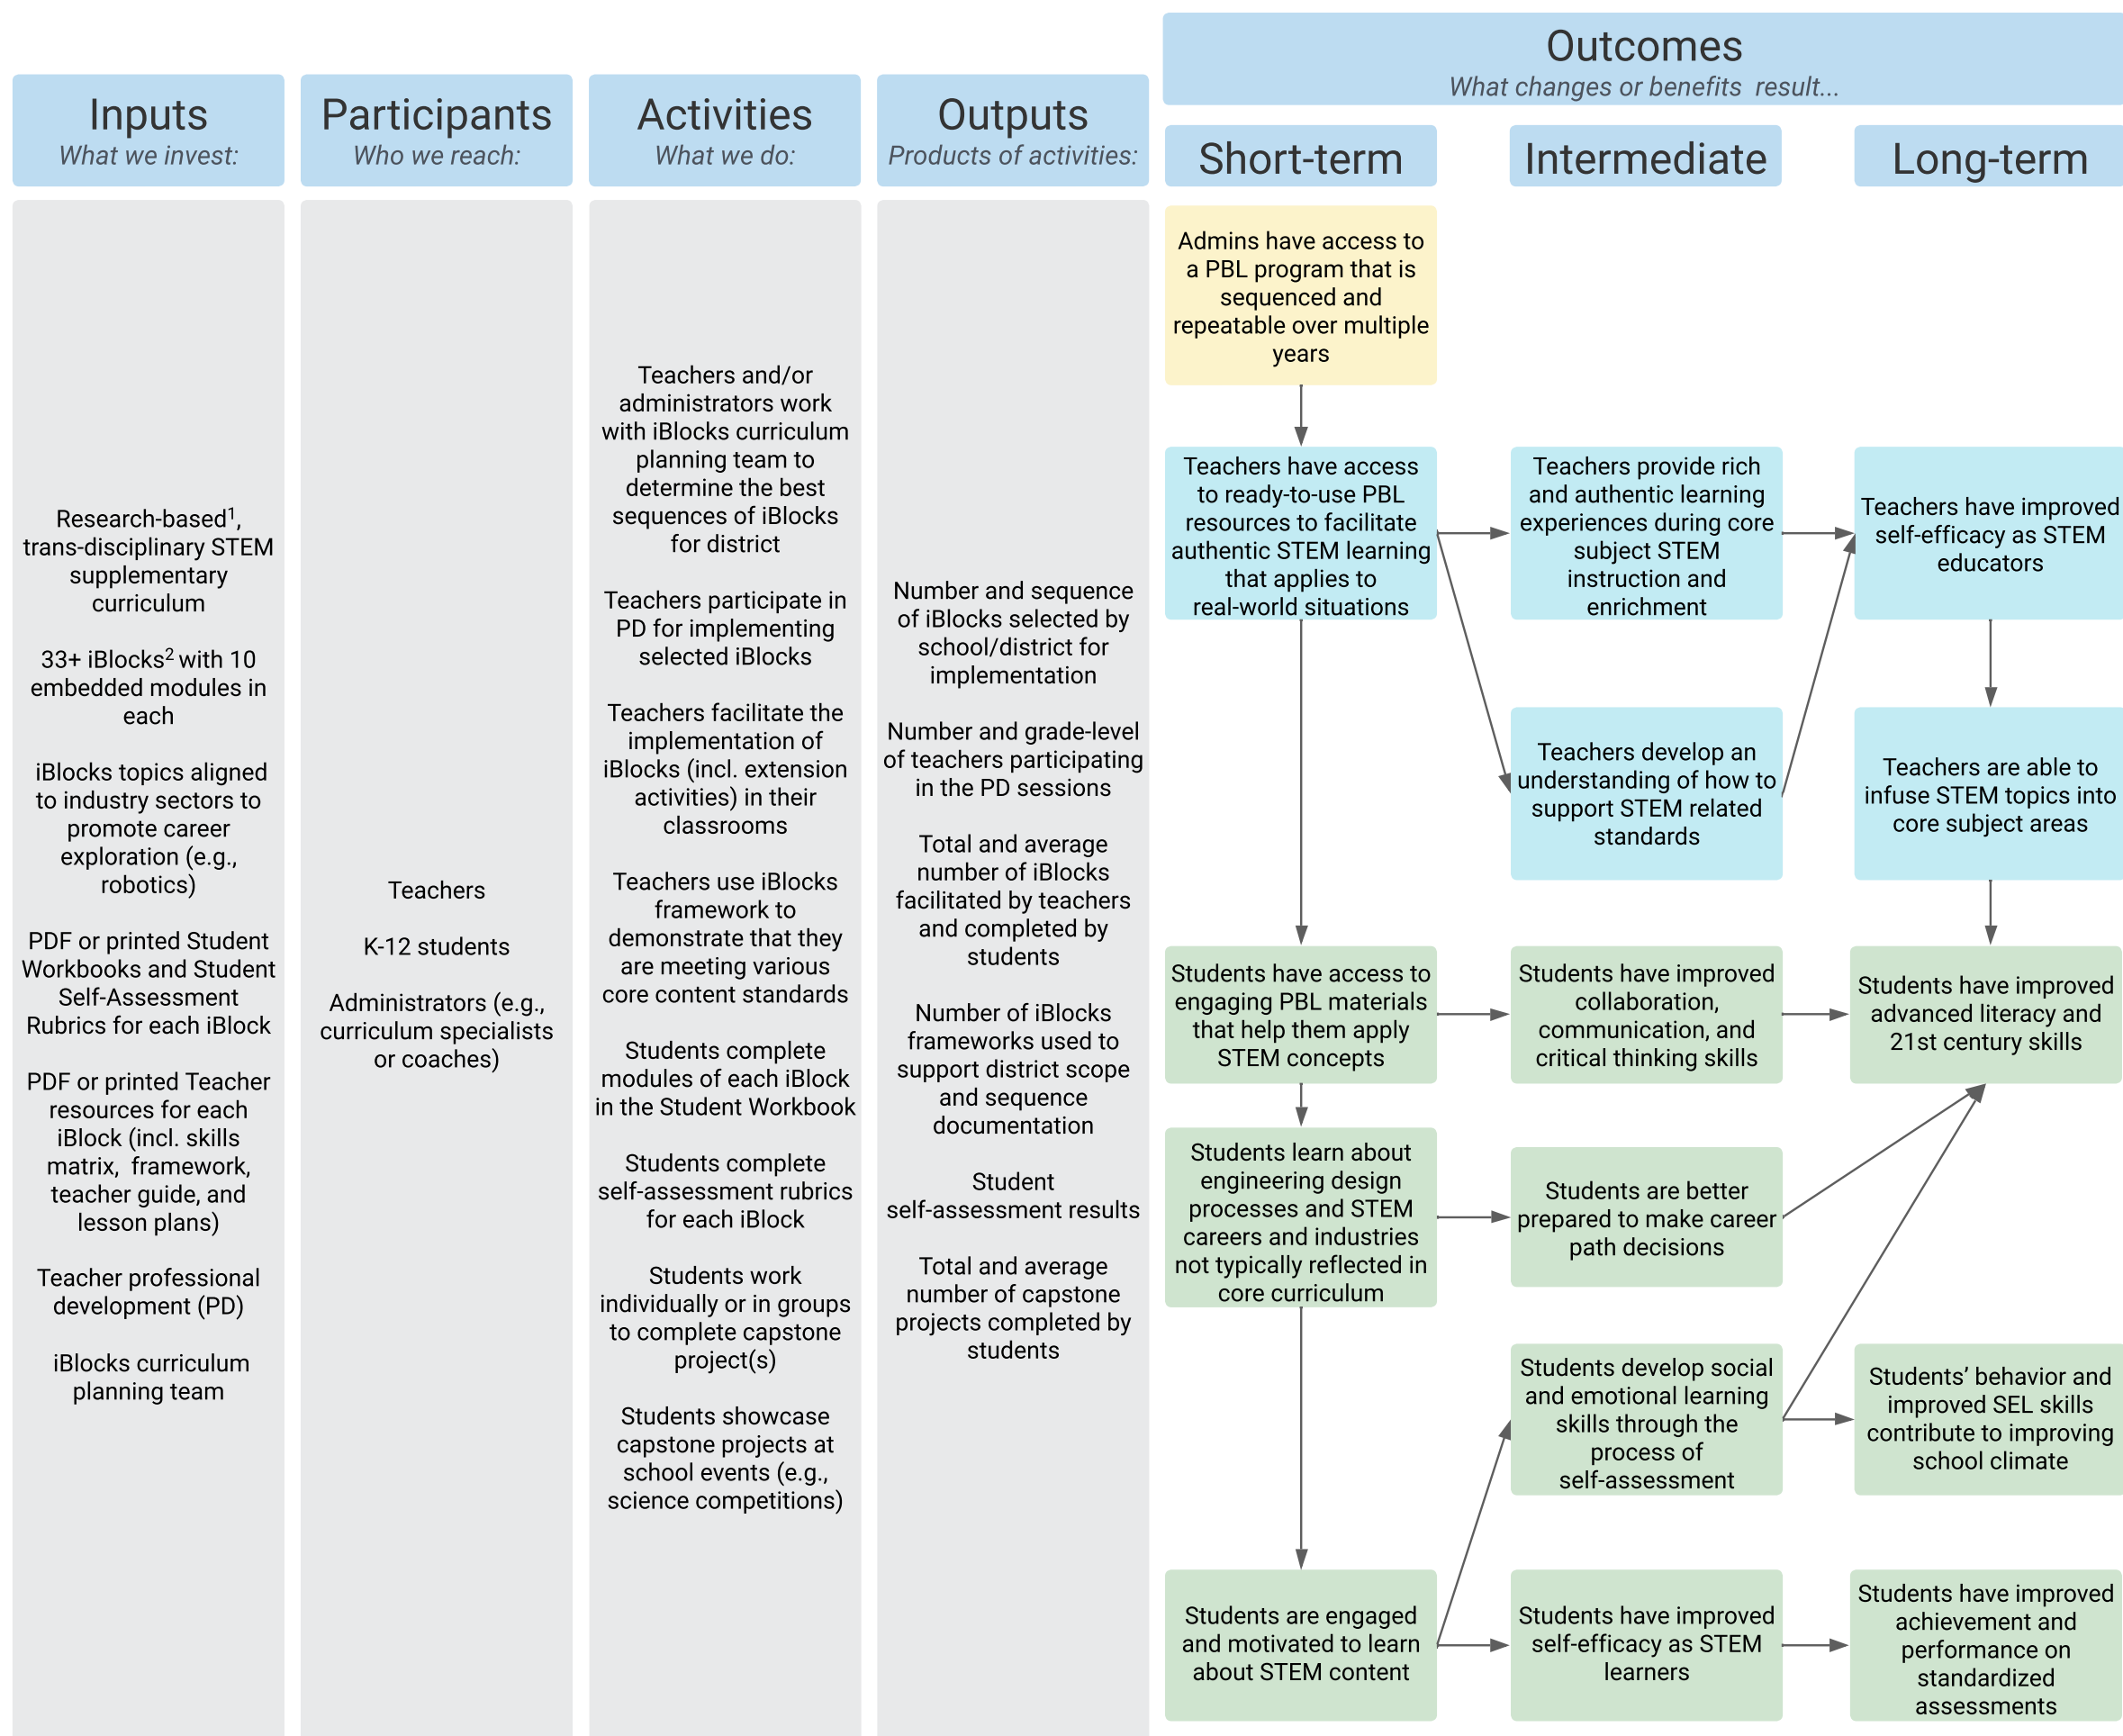 Outcomes
What changes or benefits  result...
Inputs
What we invest:
Participants
Who we reach:
Activities
What we do:
Outputs
Products of activities:
Short-term
Intermediate
Long-term
Research-based¹,
trans-disciplinary STEM
supplementary
curriculum
33+ iBlocks² with 10
embedded modules in
each
iBlocks topics aligned
to industry sectors to
promote career
exploration (e.g.,
robotics)
PDF or printed Student
Workbooks and Student
Self-Assessment
Rubrics for each iBlock
PDF or printed Teacher
resources for each
iBlock (incl. skills
matrix,  framework,
teacher guide, and
lesson plans)
Teacher professional
development (PD)
iBlocks curriculum
planning team
Teachers
K-12 students
Administrators (e.g.,
curriculum specialists
or coaches)
Teachers and/or
administrators work
with iBlocks curriculum
planning team to
determine the best
sequences of iBlocks
for district
Teachers participate in
PD for implementing
selected iBlocks
Teachers facilitate the
implementation of
iBlocks (incl. extension
activities) in their
classrooms
Teachers use iBlocks
framework to
demonstrate that they
are meeting various
core content standards
Students complete
modules of each iBlock
in the Student Workbook
Students complete
self-assessment rubrics
for each iBlock
Students work
individually or in groups
to complete capstone
project(s)
Students showcase
capstone projects at
school events (e.g.,
science competitions)
Number and sequence
of iBlocks selected by
school/district for
implementation
Number and grade-level
of teachers participating
in the PD sessions
Total and average
number of iBlocks
facilitated by teachers
and completed by
students
Number of iBlocks
frameworks used to
support district scope
and sequence
documentation
Student
self-assessment results
Total and average
number of capstone
projects completed by
students
Admins have access to
a PBL program that is
sequenced and
repeatable over multiple
years
Teachers have access
to ready-to-use PBL
resources to facilitate
authentic STEM learning
that applies to
real-world situations
Teachers provide rich
and authentic learning
experiences during core
subject STEM
instruction and
enrichment
Teachers have improved
self-efficacy as STEM
educators
Teachers develop an
understanding of how to
support STEM related
standards
Teachers are able to
infuse STEM topics into
core subject areas
Students have access to
engaging PBL materials
that help them apply
STEM concepts
Students have improved
collaboration,
communication, and
critical thinking skills
Students have improved
advanced literacy and
21st century skills
Students learn about
engineering design
processes and STEM
careers and industries
not typically reflected in
core curriculum
Students are better
prepared to make career
path decisions
Students develop social
and emotional learning
skills through the
process of
self-assessment
Students’ behavior and
improved SEL skills
contribute to improving
school climate
Students are engaged
and motivated to learn
about STEM content
Students have improved
self-efficacy as STEM
learners
Students have improved
achievement and
performance on
standardized
assessments